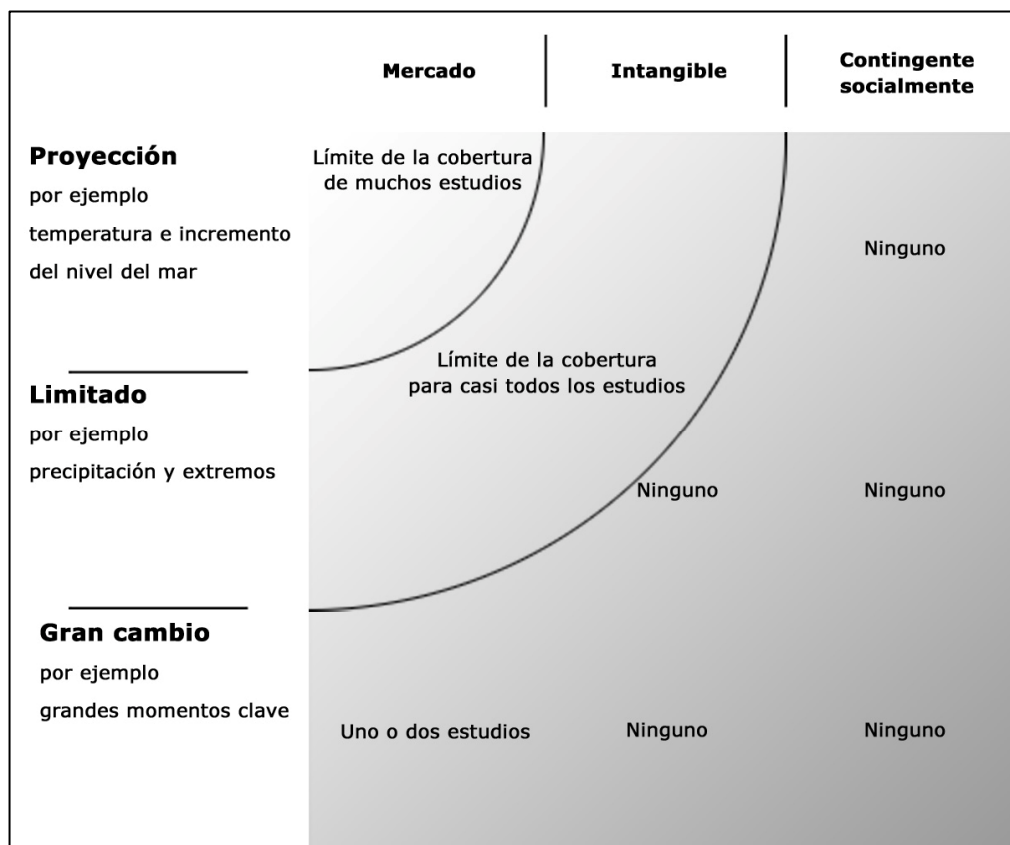 Mercado
Intangible
Contingente
socialmente
Proyección
por ejemplo
temperatura e incremento
del nivel del mar
Límite de la cobertura
de muchos estudios
Ninguno
Límite de la cobertura
para casi todos los estudios
Limitado
por ejemplo
precipitación y extremos
Ninguno
Ninguno
Gran cambio
por ejemplo
grandes momentos clave
Uno o dos estudios
Ninguno
Ninguno